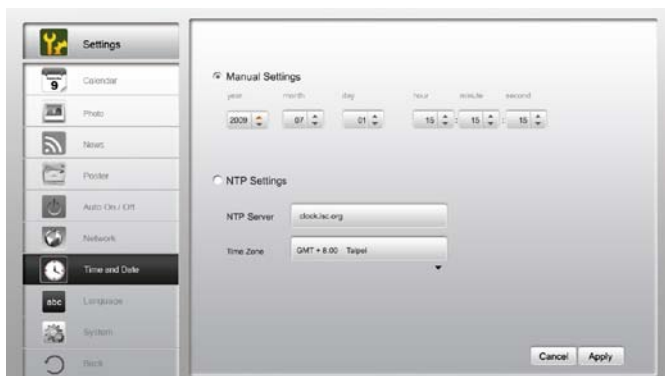 Settings
9
Calendar
Photo
News
Poster
Auto On / Off
Network
Time and Date
abc
Language
System
Back
Manual Settings
year month day hour minute second
2009 07 01 15 : 15 : 15
NTP Settings
NTP Server clock.isc.org
Time Zone GMT + 8.00 Taipei
Cancel Apply